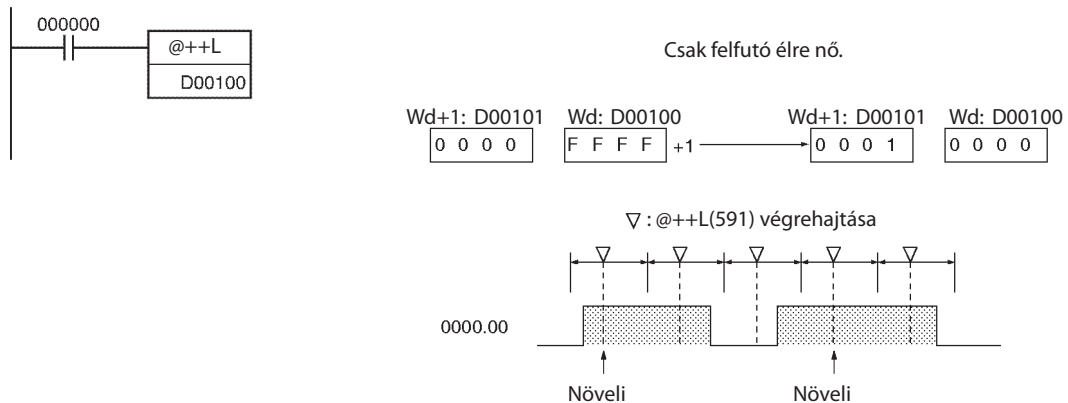 000000
@++L
D00100
Csak felfutó élre nő.
Wd+1: D00101 Wd: D00100 Wd+1: D00101 Wd: D00100
0 0 0 0 F F F F +1 0 0 0 1 0 0 0 0
▽ : @++L(591) végrehajtása
0000.00
Növeli Növeli